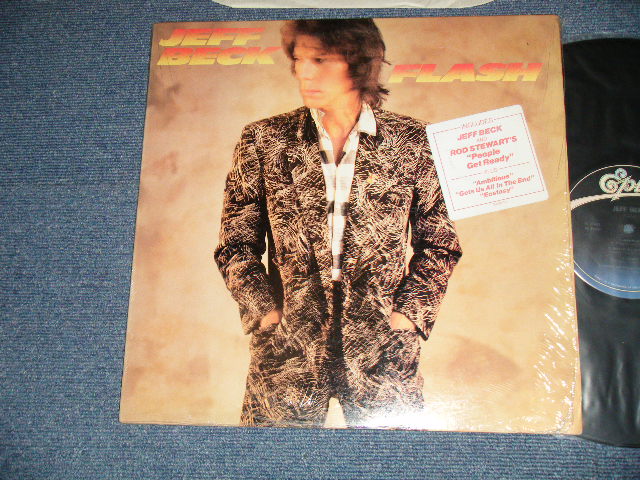 JEFF
BECK
FLASH
INCLUDES
JEFF BECK
AND
ROD STEWART'S
"People
Get Ready"
"Ambitious"
"Gets Us All In The End"
"Ecstasy"
Epic